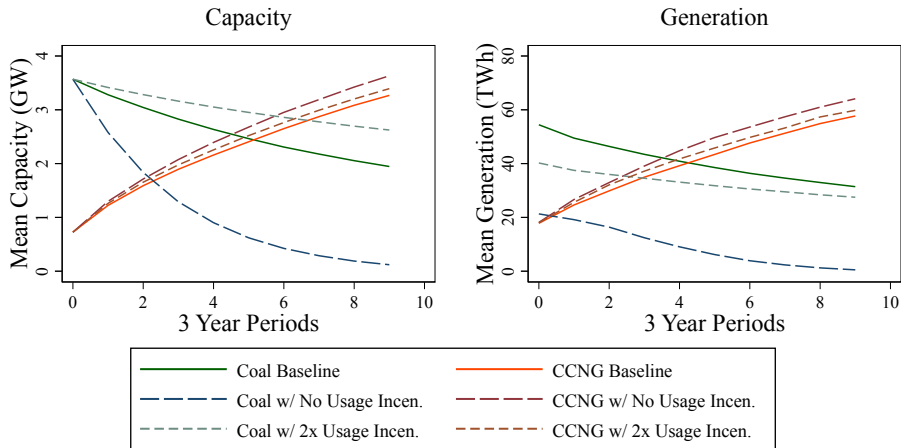 Capacity
Mean Capacity (GW)
4
3
2
1
0
0 2 4 6 8 10
3 Year Periods
Generation
Mean Generation (TWh)
80
60
40
20
0
0 2 4 6 8 10
3 Year Periods
Coal Baseline
CCNG Baseline
Coal w/ No Usage Incen.
CCNG w/ No Usage Incen.
Coal w/ 2x Usage Incen.
CCNG w/ 2x Usage Incen.